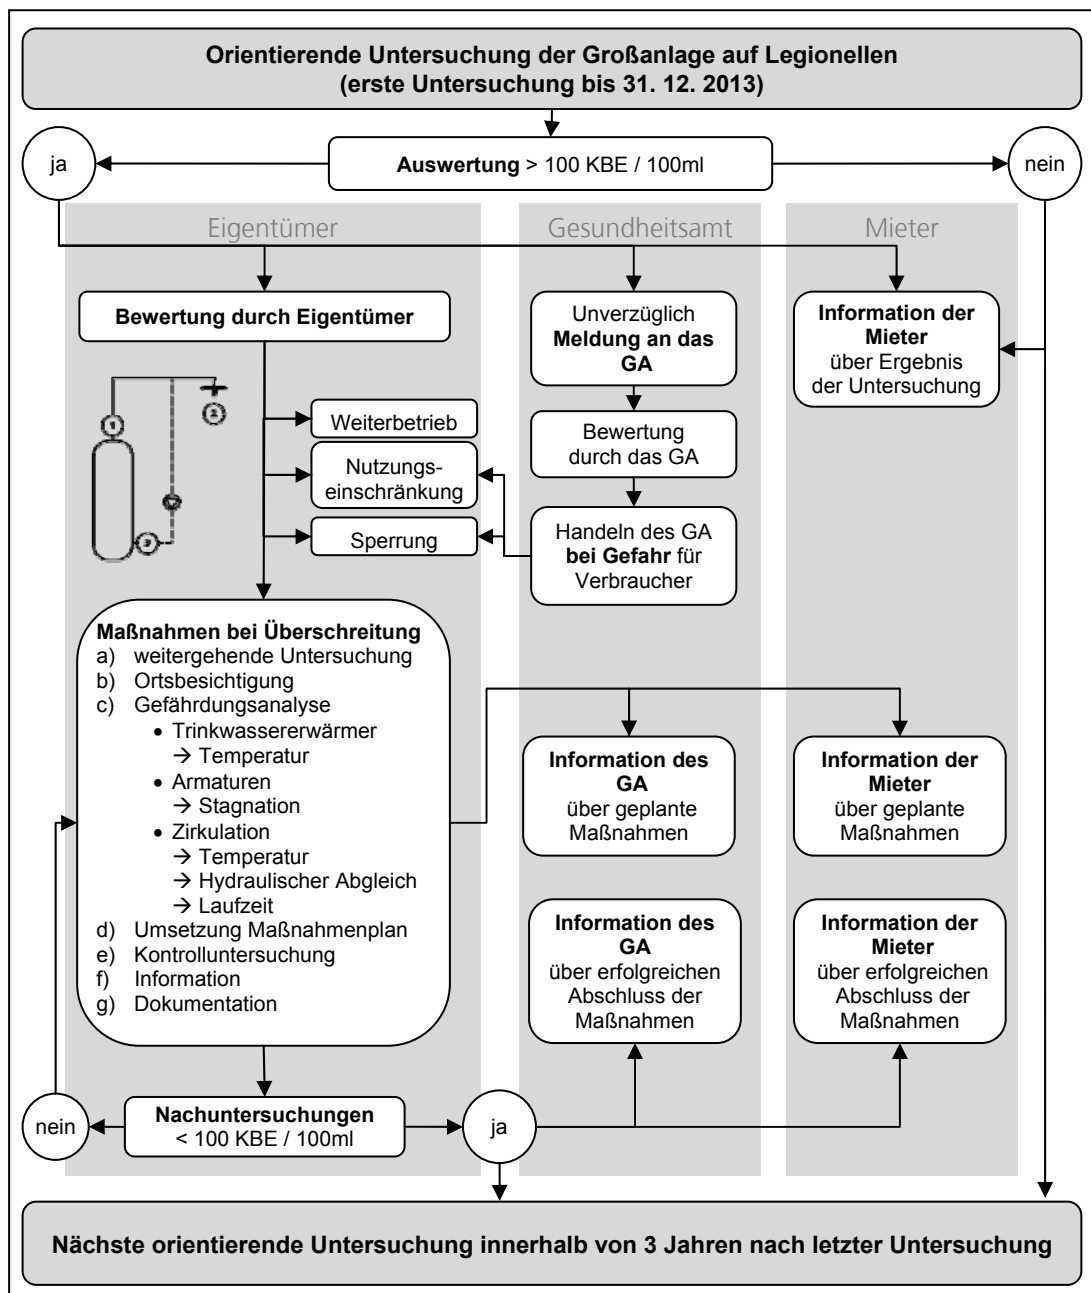 Orientierende Untersuchung der Großanlage auf Legionellen
(erste Untersuchung bis 31. 12. 2013)
ja
Auswertung > 100 KBE / 100ml
nein
Eigentümer
Gesundheitsamt
Mieter
Bewertung durch Eigentümer
Unverzüglich
Meldung an das
GA
Information der
Mieter
über Ergebnis
der Untersuchung
1
2
3
Weiterbetrieb
Nutzungs-
einschränkung
Sperrung
Bewertung
durch das GA
Handeln des GA
bei Gefahr für
Verbraucher
Maßnahmen bei Überschreitung
a) weitergehende Untersuchung
b) Ortsbesichtigung
c) Gefährdungsanalyse
• Trinkwassererwärmer
→ Temperatur
• Armaturen
→ Stagnation
• Zirkulation
→ Temperatur
→ Hydraulischer Abgleich
→ Laufzeit
d) Umsetzung Maßnahmenplan
e) Kontrolluntersuchung
f) Information
g) Dokumentation
Information des
GA
über geplante
Maßnahmen
Information der
Mieter
über geplante
Maßnahmen
Information des
GA
über erfolgreichen
Abschluss der
Maßnahmen
Information der
Mieter
über erfolgreichen
Abschluss der
Maßnahmen
nein
Nachuntersuchungen
< 100 KBE / 100ml
ja
Nächste orientierende Untersuchung innerhalb von 3 Jahren nach letzter Untersuchung